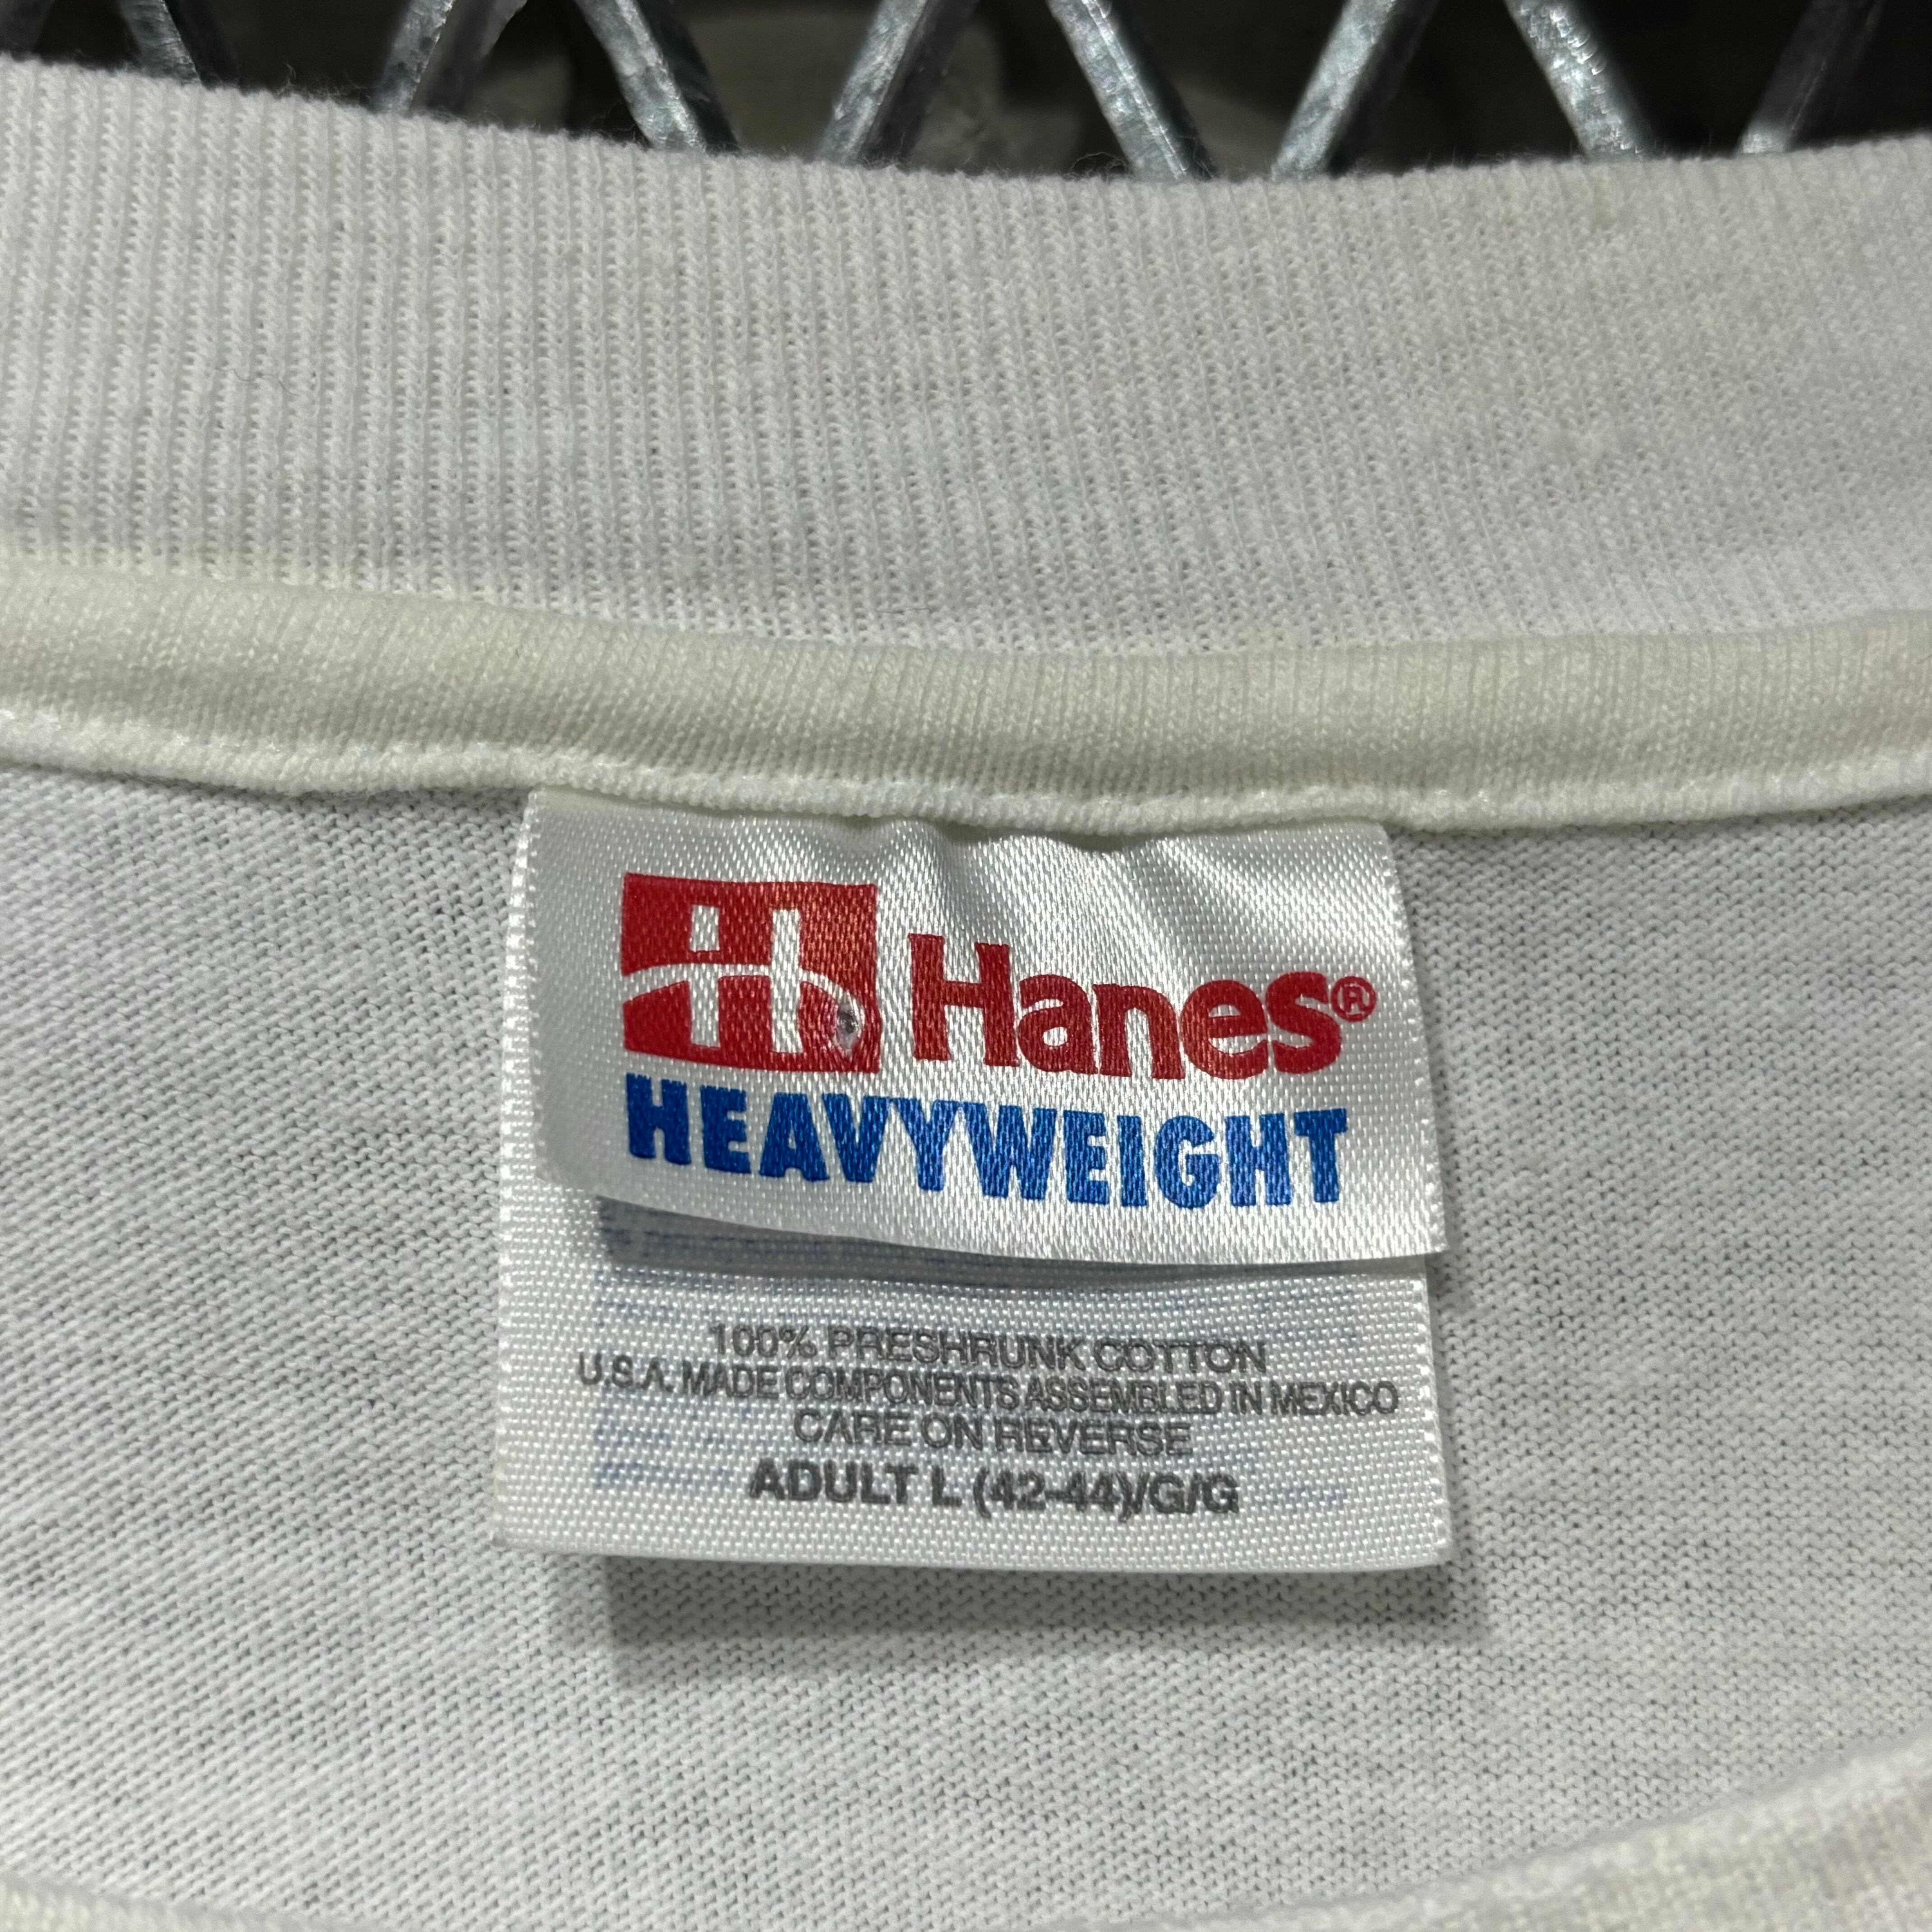 Hanes®
HEAVYWEIGHT
100% PRESHRUNK COTTON
U.S.A. MADE COMPONENTS ASSEMBLED IN MEXICO
CARE ON REVERSE
ADULT L (42-44)/G/G